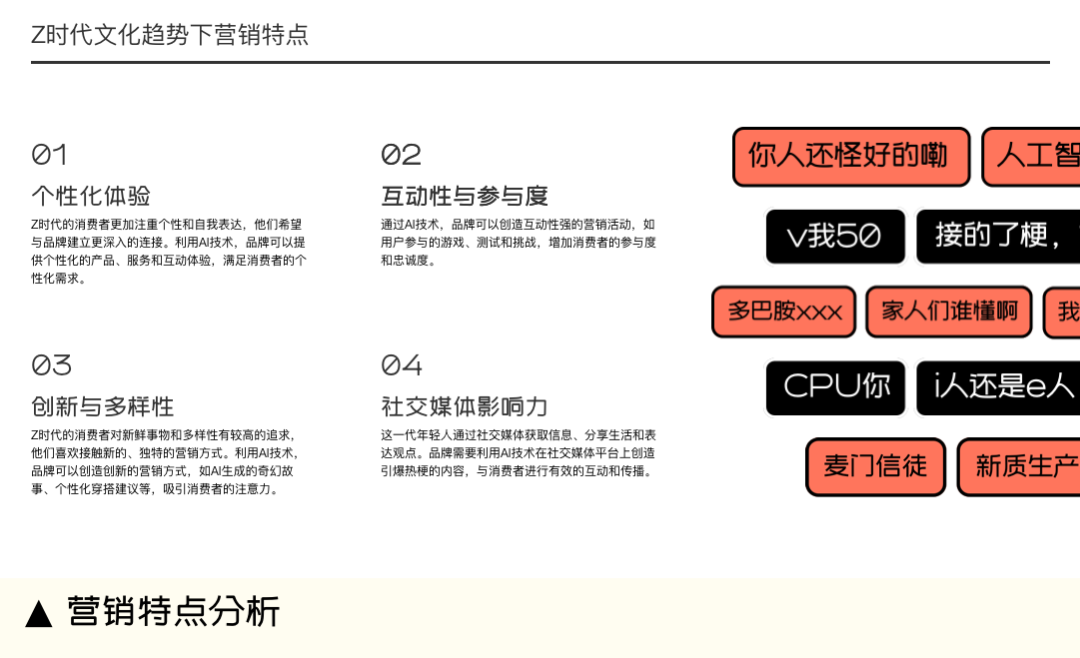 Z时代文化趋势下营销特点
01
个性化体验
Z时代的消费者更加注重个性和自我表达，他们希望
与品牌建立更深入的连接。利用AI技术，品牌可以提
供个性化的产品、服务和互动体验，满足消费者的个
性化需求。
02
互动性与参与度
通过AI技术，品牌可以创造互动性强的营销活动，如
用户参与的游戏、测试和挑战，增加消费者的参与度
和忠诚度。
03
创新与多样性
Z时代的消费者对新鲜事物和多样性有较高的追求，
他们喜欢接触新的、独特的营销方式。利用AI技术，
品牌可以创造创新的营销方式，如AI生成的奇幻故
事、个性化穿搭建议等，吸引消费者的注意力。
04
社交媒体影响力
这一代年轻人通过社交媒体获取信息、分享生活和表
达观点。品牌需要利用AI技术在社交媒体平台上创造
引爆热梗的内容，与消费者进行有效的互动和传播。
你人还怪好的嘞 人工智
v我50 接的了梗，
多巴胺xxx 家人们谁懂啊 我
CPU你 i人还是e人
麦门信徒 新质生产
▲ 营销特点分析